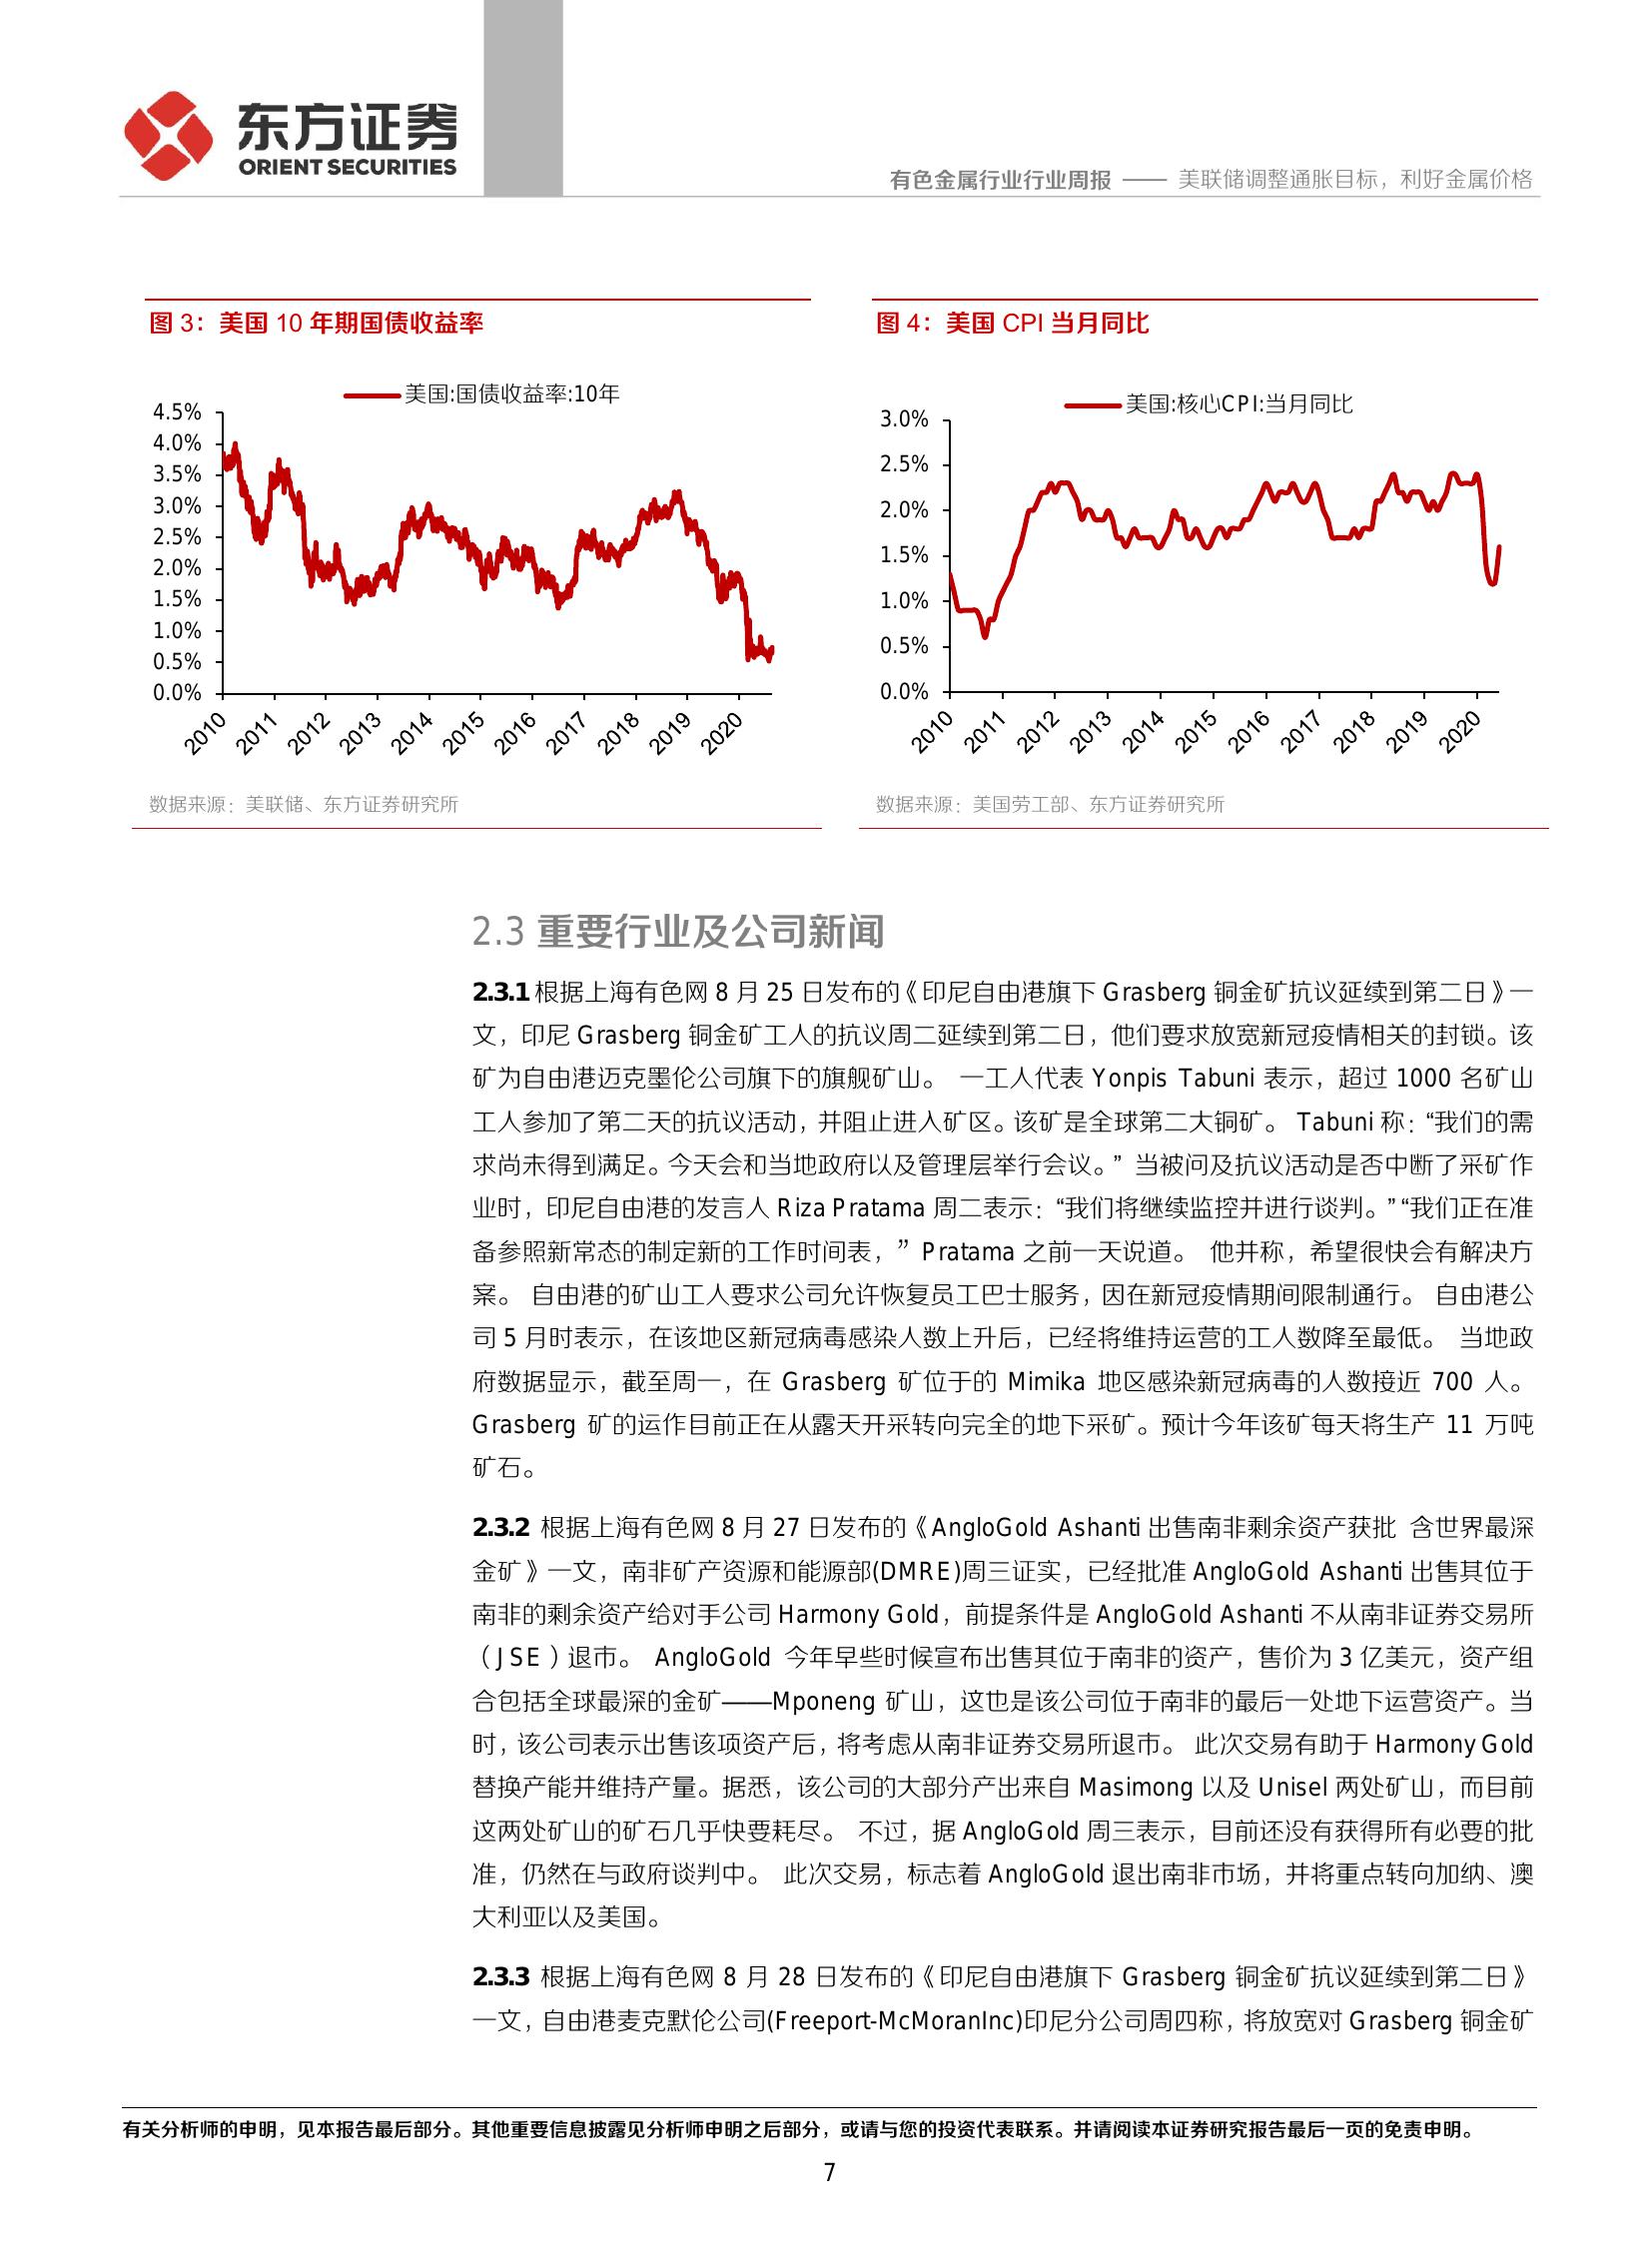 东方证券
ORIENT SECURITIES
有色金属行业行业周报 —— 美联储调整通胀目标，利好金属价格
图 3：美国 10 年期国债收益率
美国:国债收益率:10年
4.5%
4.0%
3.5%
3.0%
2.5%
2.0%
1.5%
1.0%
0.5%
0.0%
2010 2011 2012 2013 2014 2015 2016 2017 2018 2019 2020
数据来源：美联储、东方证券研究所
图 4：美国 CPI 当月同比
美国:核心CPI:当月同比
3.0%
2.5%
2.0%
1.5%
1.0%
0.5%
0.0%
2010 2011 2012 2013 2014 2015 2016 2017 2018 2019 2020
数据来源：美国劳工部、东方证券研究所
2.3 重要行业及公司新闻
2.3.1 根据上海有色网 8 月 25 日发布的《印尼自由港旗下 Grasberg 铜金矿抗议延续到第二日》一
文，印尼 Grasberg 铜金矿工人的抗议周二延续到第二日，他们要求放宽新冠疫情相关的封锁。该
矿为自由港迈克墨伦公司旗下的旗舰矿山。 一工人代表 Yonpis Tabuni 表示，超过 1000 名矿山
工人参加了第二天的抗议活动，并阻止进入矿区。该矿是全球第二大铜矿。 Tabuni 称：“我们的需
求尚未得到满足。今天会和当地政府以及管理层举行会议。” 当被问及抗议活动是否中断了采矿作
业时，印尼自由港的发言人 Riza Pratama 周二表示：“我们将继续监控并进行谈判。” “我们正在准
备参照新常态的制定新的工作时间表，” Pratama 之前一天说道。 他并称，希望很快会有解决方
案。 自由港的矿山工人要求公司允许恢复员工巴士服务，因在新冠疫情期间限制通行。 自由港公
司 5 月时表示，在该地区新冠病毒感染人数上升后，已经将维持运营的工人数降至最低。 当地政
府数据显示，截至周一，在 Grasberg 矿位于的 Mimika 地区感染新冠病毒的人数接近 700 人。
Grasberg 矿的运作目前正在从露天开采转向完全的地下采矿。预计今年该矿每天将生产 11 万吨
矿石。
2.3.2 根据上海有色网 8 月 27 日发布的《AngloGold Ashanti 出售南非剩余资产获批 含世界最深
金矿》一文，南非矿产资源和能源部(DMRE)周三证实，已经批准 AngloGold Ashanti 出售其位于
南非的剩余资产给对手公司 Harmony Gold，前提条件是 AngloGold Ashanti 不从南非证券交易所
（JSE）退市。 AngloGold 今年早些时候宣布出售其位于南非的资产，售价为 3 亿美元，资产组
合包括全球最深的金矿——Mponeng 矿山，这也是该公司位于南非的最后一处地下运营资产。当
时，该公司表示出售该项资产后，将考虑从南非证券交易所退市。 此次交易有助于 Harmony Gold
替换产能并维持产量。据悉，该公司的大部分产出来自 Masimong 以及 Unisel 两处矿山，而目前
这两处矿山的矿石几乎快要耗尽。 不过，据 AngloGold 周三表示，目前还没有获得所有必要的批
准，仍然在与政府谈判中。 此次交易，标志着 AngloGold 退出南非市场，并将重点转向加纳、澳
大利亚以及美国。
2.3.3 根据上海有色网 8 月 28 日发布的《印尼自由港旗下 Grasberg 铜金矿抗议延续到第二日》
一文，自由港麦克默伦公司(Freeport-McMoranInc)印尼分公司周四称，将放宽对 Grasberg 铜金矿
有关分析师的申明，见本报告最后部分。其他重要信息披露见分析师申明之后部分，或请与您的投资代表联系。并请阅读本证券研究报告最后一页的免责申明。
7